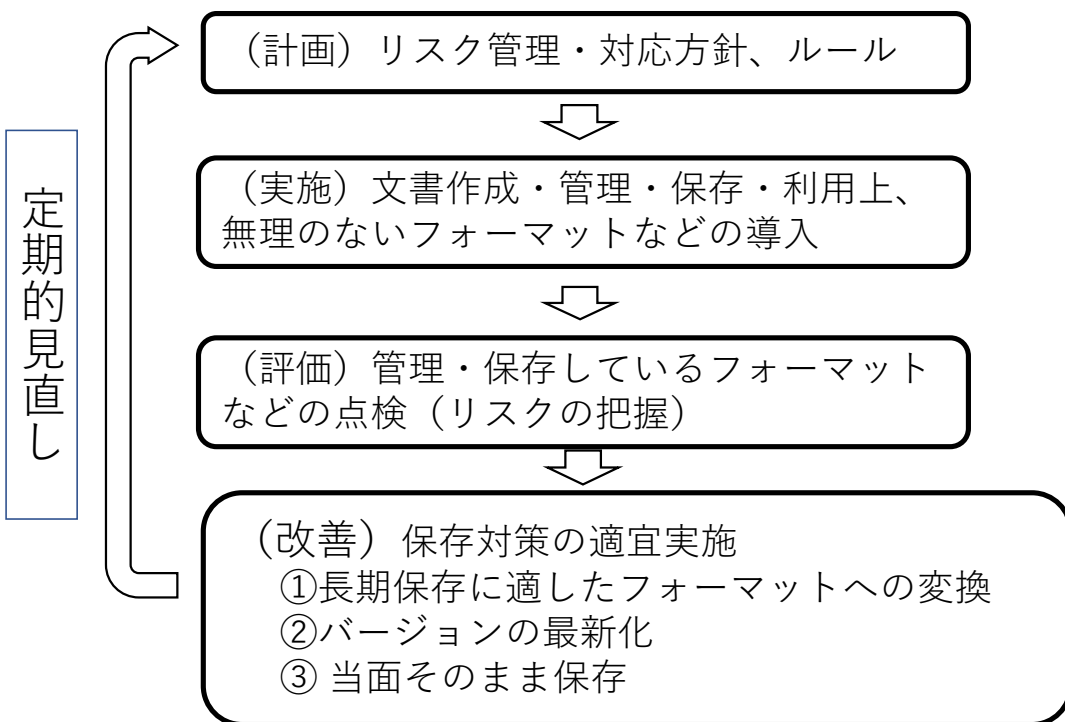 （計画）リスク管理・対応方針、ルール
（実施）文書作成・管理・保存・利用上、
無理のないフォーマットなどの導入
（評価）管理・保存しているフォーマット
などの点検（リスクの把握）
（改善）保存対策の適宜実施
①長期保存に適したフォーマットへの変換
②バージョンの最新化
③ 当面そのまま保存
定期的見直し